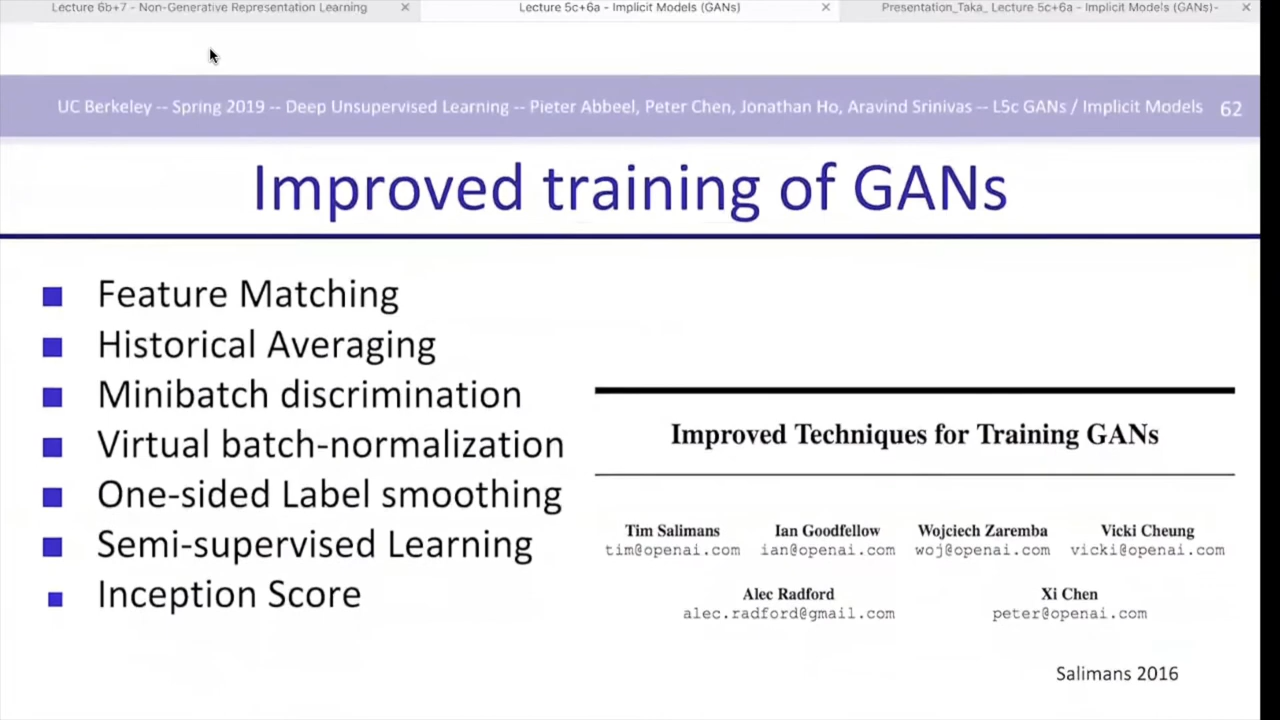 Lecture 6b+7 - Non-Generative Representation Learning
Lecture 5c+6a - Implicit Models (GANs)
Presentation_Taka_ Lecture 5c+6a - Implicit Models (GANs)-
UC Berkeley -- Spring 2019 -- Deep Unsupervised Learning -- Pieter Abbeel, Peter Chen, Jonathan Ho, Aravind Srinivas -- L5c GANs / Implicit Models 62
Improved training of GANs
Feature Matching
Historical Averaging
Minibatch discrimination
Virtual batch-normalization
One-sided Label smoothing
Semi-supervised Learning
Inception Score
Improved Techniques for Training GANs
Tim Salimans Ian Goodfellow Wojciech Zaremba Vicki Cheung
tim@openai.com ian@openai.com woj@openai.com vicki@openai.com
Alec Radford Xi Chen
alec.radford@gmail.com peter@openai.com
Salimans 2016